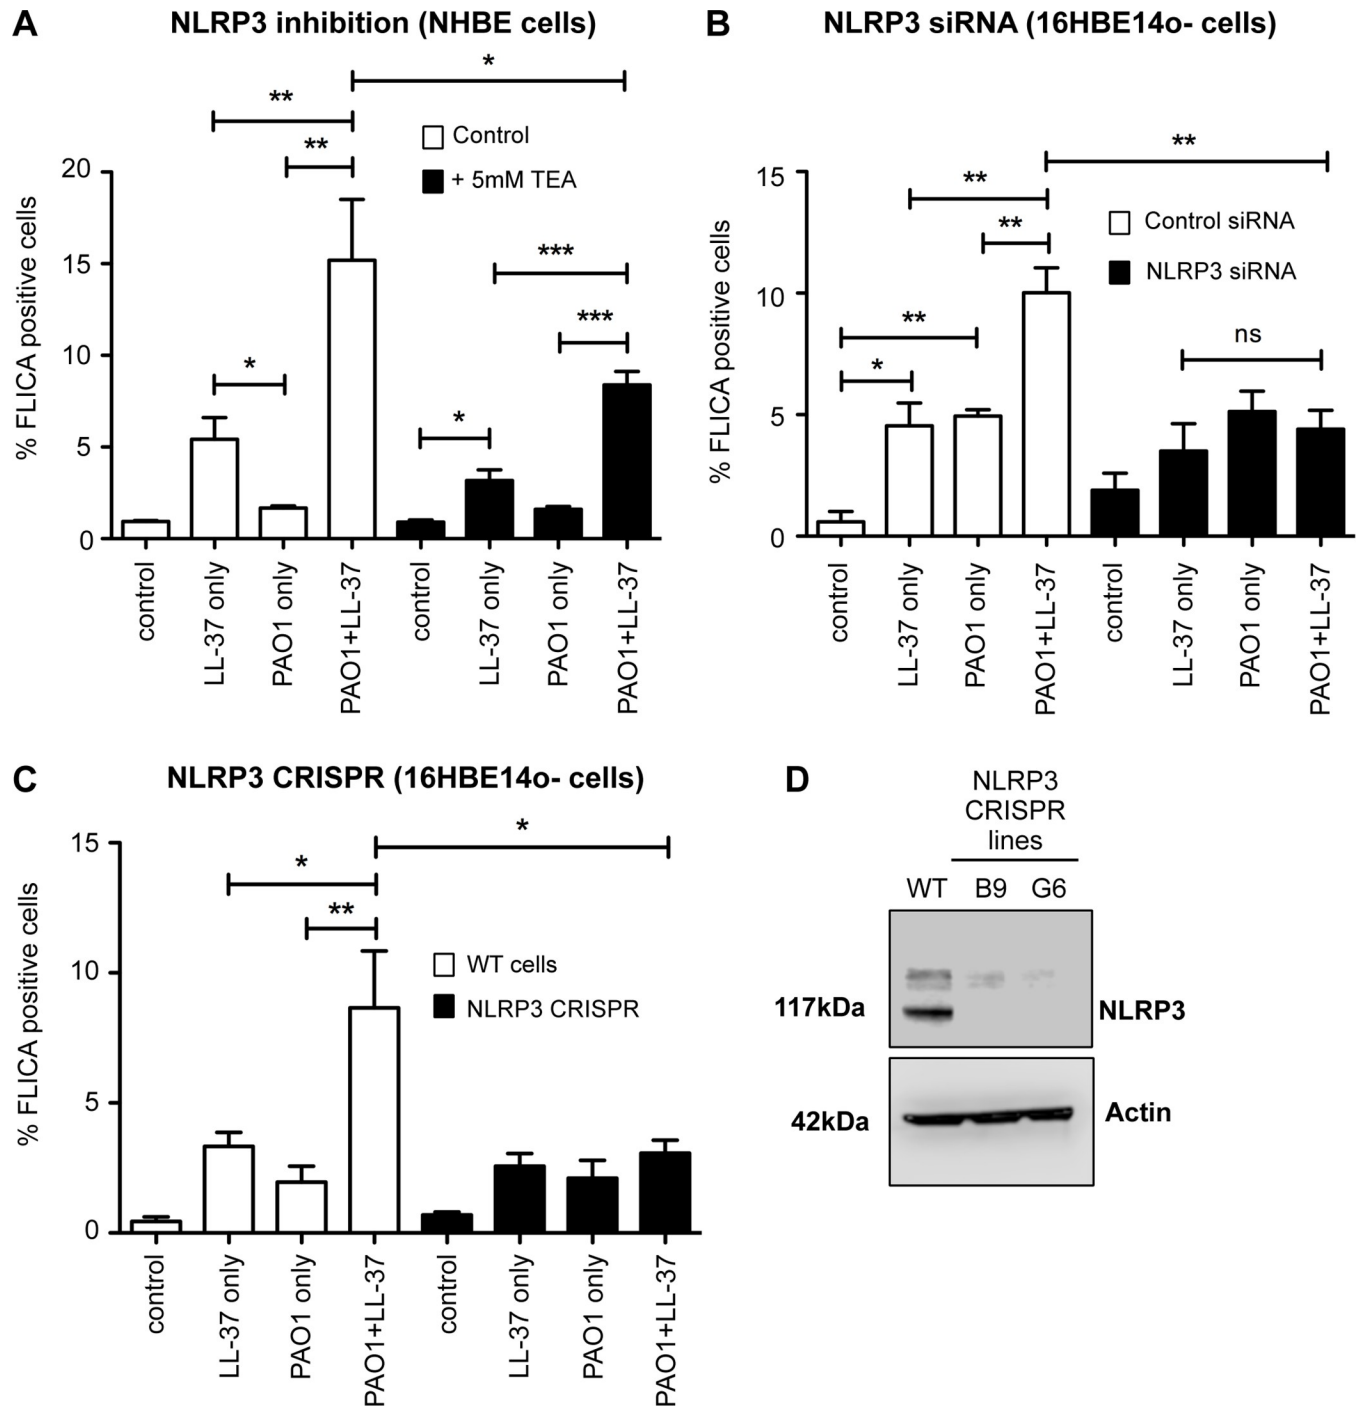 A NLRP3 inhibition (NHBE cells)
*
**
**
Control
+ 5mM TEA
***
***
*
*
% FLICA positive cells
20
15
10
5
0
control
LL-37 only
PAO1 only
PAO1+LL-37
control
LL-37 only
PAO1 only
PAO1+LL-37
B NLRP3 siRNA (16HBE14o- cells)
**
**
**
Control siRNA
NLRP3 siRNA
**
*
ns
% FLICA positive cells
15
10
5
0
control
LL-37 only
PAO1 only
PAO1+LL-37
control
LL-37 only
PAO1 only
PAO1+LL-37
C NLRP3 CRISPR (16HBE14o- cells)
*
*
**
WT cells
NLRP3 CRISPR
% FLICA positive cells
15
10
5
0
control
LL-37 only
PAO1 only
PAO1+LL-37
control
LL-37 only
PAO1 only
PAO1+LL-37
D
NLRP3
CRISPR
lines
WT B9 G6
117kDa NLRP3
42kDa Actin